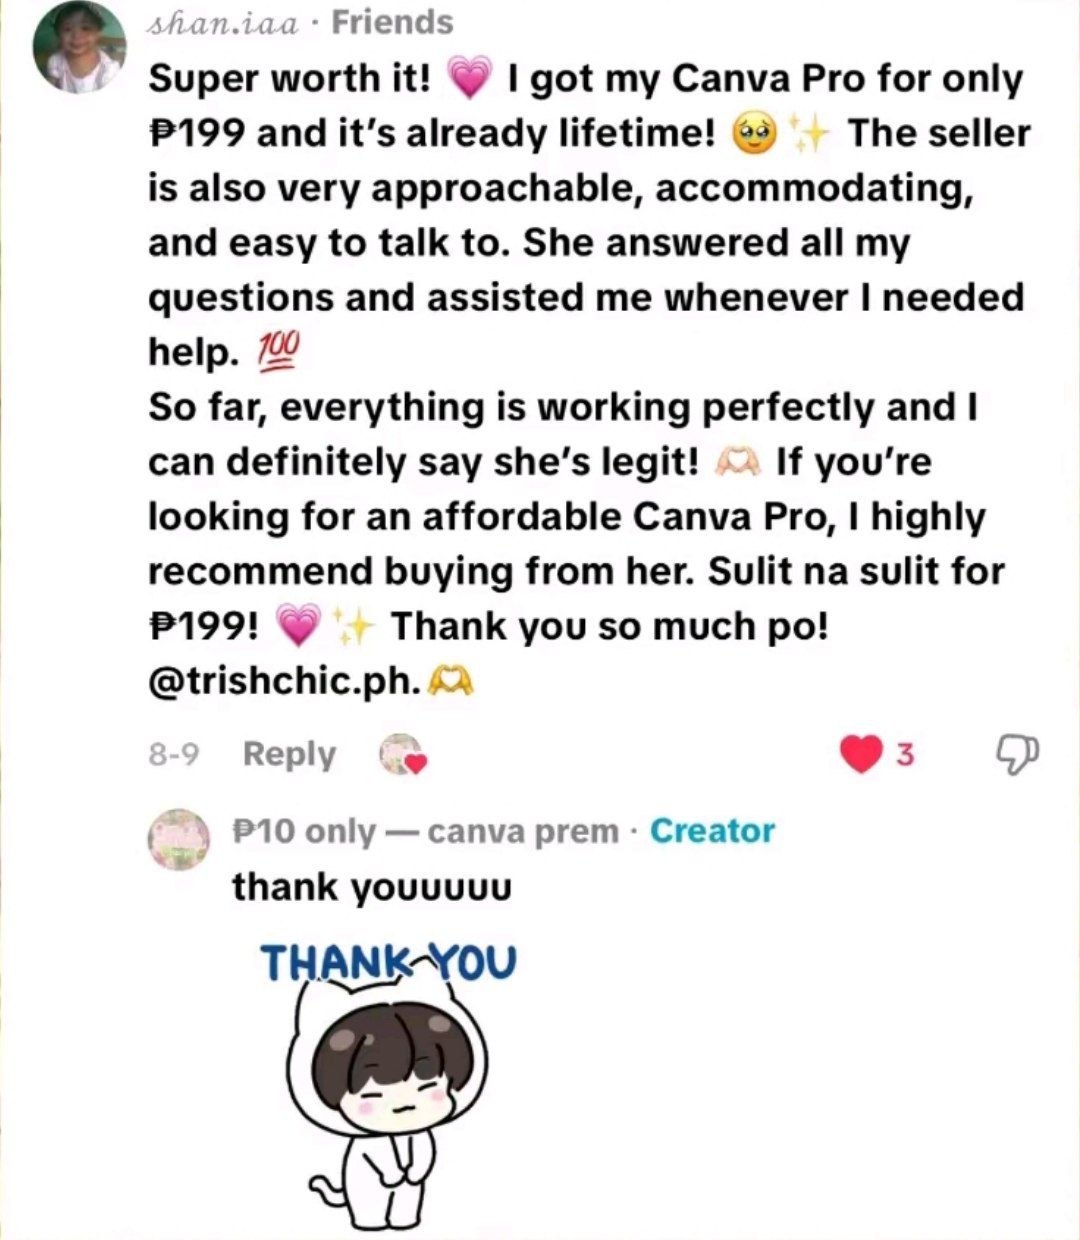 shan.iaa · Friends
Super worth it! 💗 I got my Canva Pro for only
₱199 and it's already lifetime! 🥹✨ The seller
is also very approachable, accommodating,
and easy to talk to. She answered all my
questions and assisted me whenever I needed
help. 💯
So far, everything is working perfectly and I
can definitely say she's legit! 🫶🏻 If you're
looking for an affordable Canva Pro, I highly
recommend buying from her. Sulit na sulit for
₱199! 💗✨ Thank you so much po!
@trishchic.ph.🫶
8-9 Reply 3
₱10 only — canva prem · Creator
thank youuuuu
THANK YOU